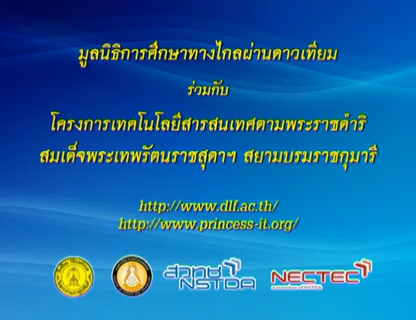 มูลนิธิการศึกษาทางไกลผ่านดาวเทียม
ร่วมกับ
โครงการเทคโนโลยีสารสนเทศตามพระราชดำริ
สมเด็จพระเทพรัตนราชสุดาฯ สยามบรมราชกุมารี
http://www.dlf.ac.th/
http://www.princess-it.org/
สวทช
NSTDA
NECTEC